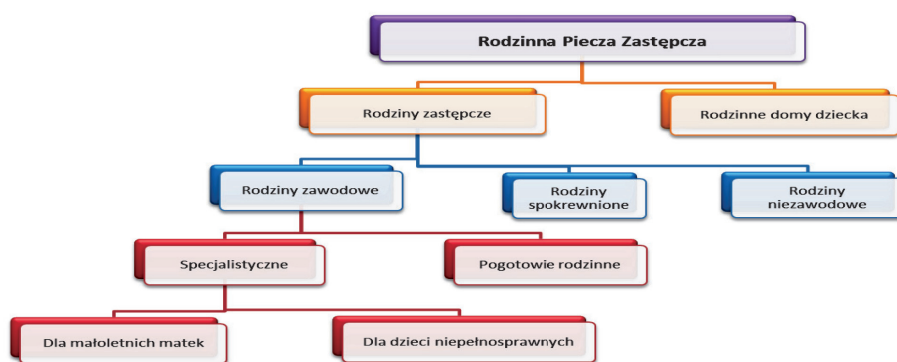 Rodzinna Piecza Zastępcza
Rodziny zastępcze
Rodzinne domy dziecka
Rodziny zawodowe
Rodziny
spokrewnione
Rodziny
niezawodowe
Specjalistyczne
Pogotowie rodzinne
Dla małoletnich matek
Dla dzieci niepełnosprawnych